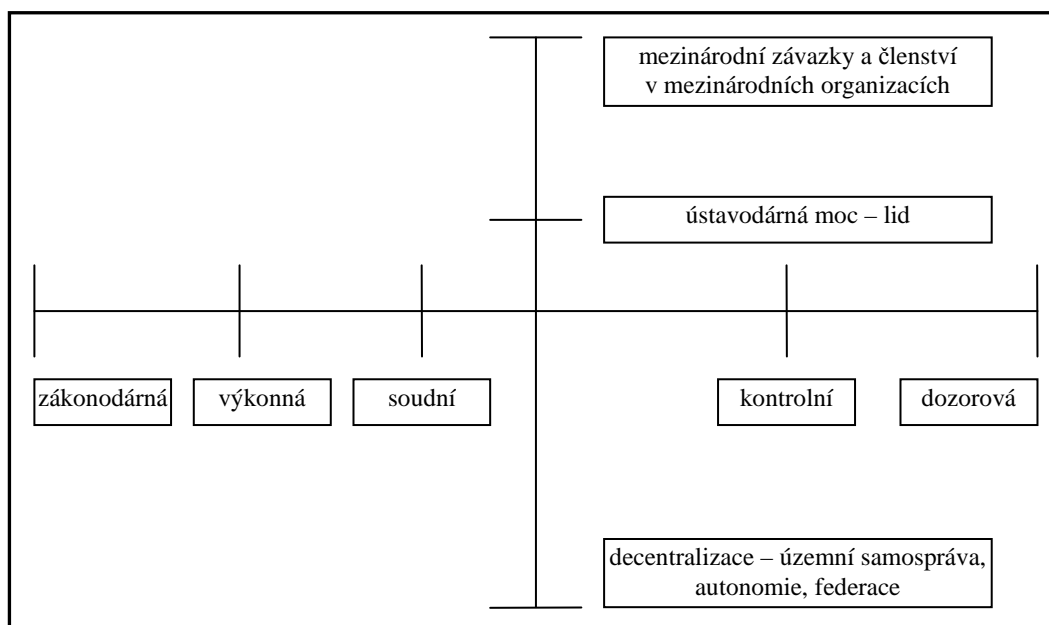 mezinárodní závazky a členství
v mezinárodních organizacích
ústavodárná moc – lid
zákonodárná
výkonná
soudní
kontrolní
dozorová
decentralizace – územní samospráva,
autonomie, federace